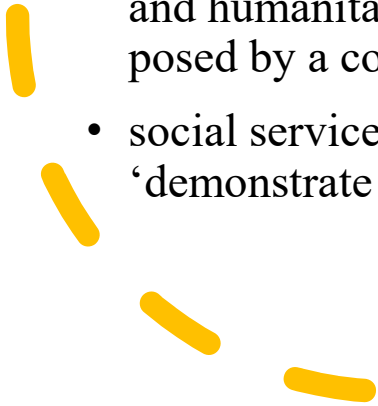 and humanita
posed by a co
• social service
‘demonstrate